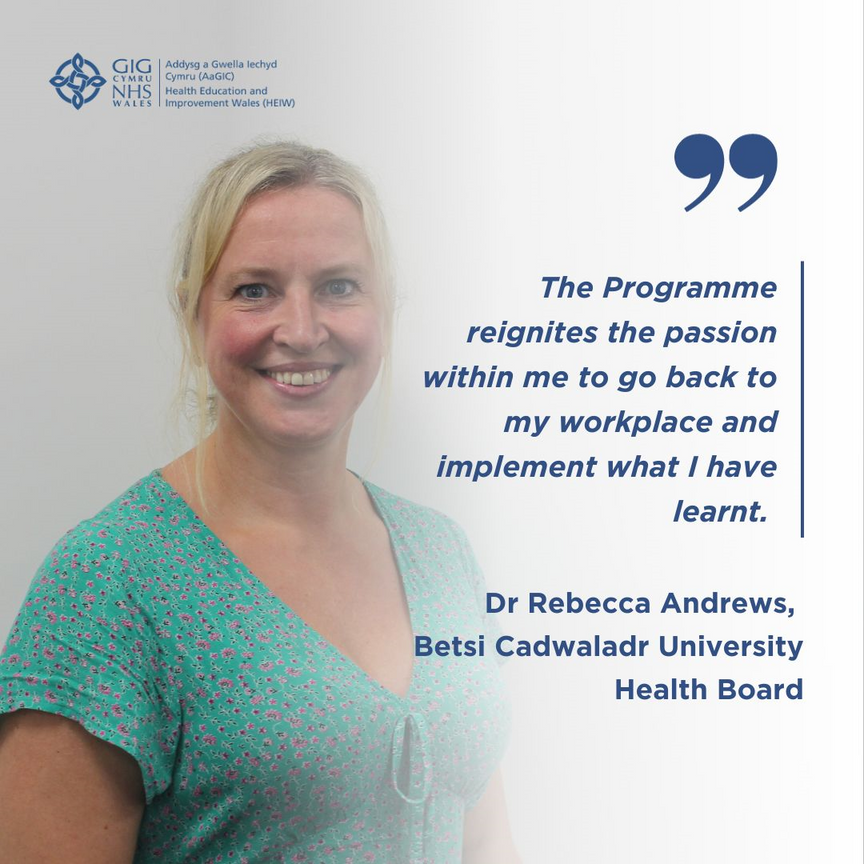 GIG
CYMRU
NHS
WALES
Addysg a Gwella Iechyd
Cymru (AaGIC)
Health Education and
Improvement Wales (HEIW)
”
The Programme
reignites the passion
within me to go back to
my workplace and
implement what I have
learnt.
Dr Rebecca Andrews,
Betsi Cadwaladr University
Health Board